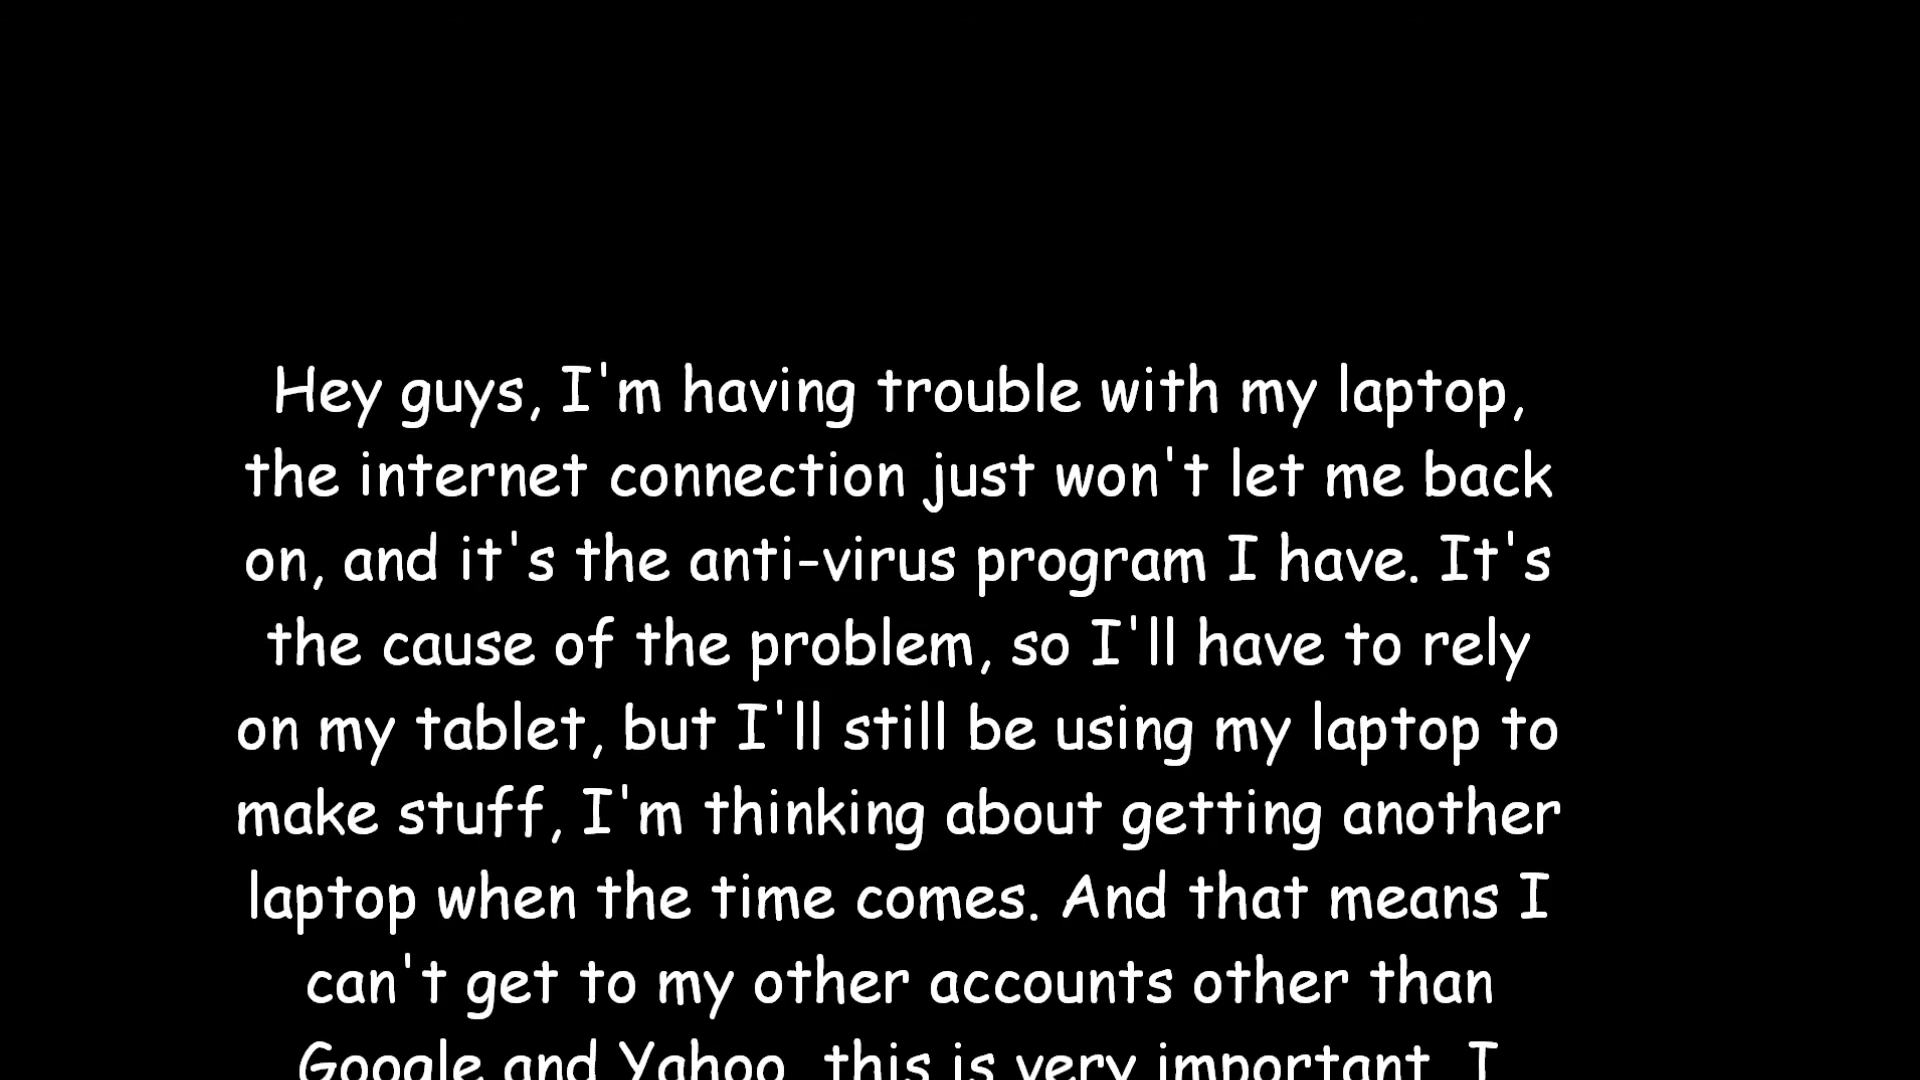 Hey guys, I'm having trouble with my laptop,
the internet connection just won't let me back
on, and it's the anti-virus program I have. It's
the cause of the problem, so I'll have to rely
on my tablet, but I'll still be using my laptop to
make stuff, I'm thinking about getting another
laptop when the time comes. And that means I
can't get to my other accounts other than
Google and Yahoo, this is very important. I